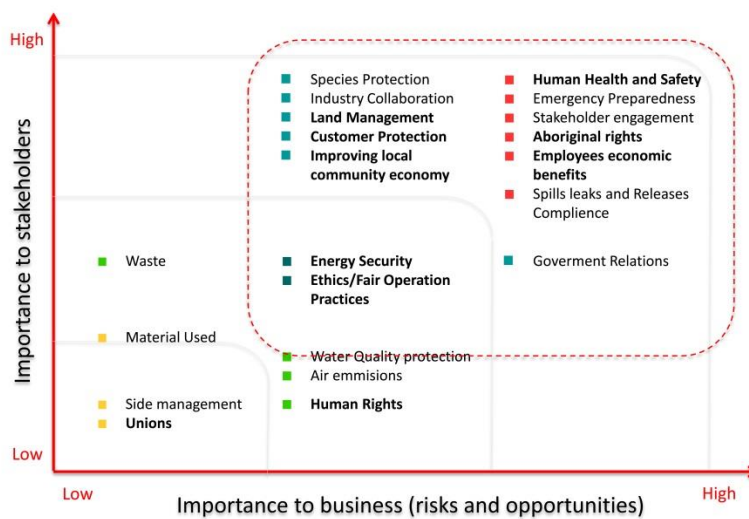 High
Importance to stakeholders
Low
Species Protection
Industry Collaboration
Land Management
Customer Protection
Improving local
community economy
Human Health and Safety
Emergency Preparedness
Stakeholder engagement
Aboriginal rights
Employees economic
benefits
Spills leaks and Releases
Complience
Waste
Energy Security
Ethics/Fair Operation
Practices
Goverment Relations
Material Used
Water Quality protection
Air emmisions
Side management
Unions
Human Rights
Low
Importance to business (risks and opportunities)
High